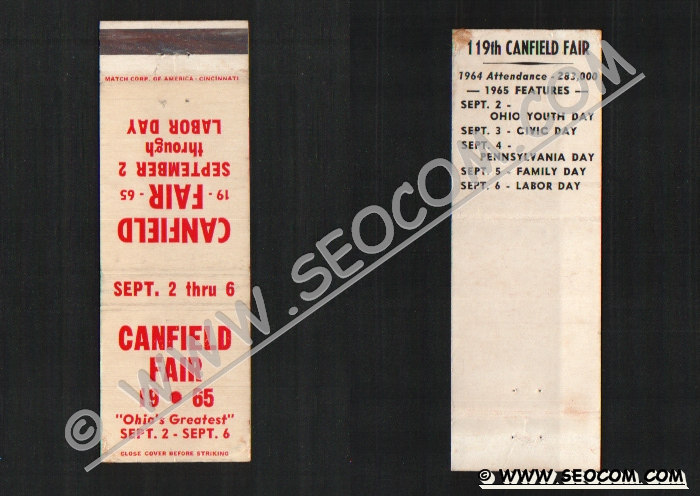 MATCH CORP. OF AMERICA - CINCINNATI
CANFIELD
19 - FAIR - 65
SEPTEMBER 2
through
LABOR DAY
SEPT. 2 thru 6
CANFIELD
FAIR
19 ● 65
"Ohio's Greatest"
SEPT. 2 - SEPT. 6
CLOSE COVER BEFORE STRIKING
119th CANFIELD FAIR
1964 Attendance - 283,000
— 1965 FEATURES —
SEPT. 2 -
OHIO YOUTH DAY
SEPT. 3 - CIVIC DAY
SEPT. 4 -
PENNSYLVANIA DAY
SEPT. 5 - FAMILY DAY
SEPT. 6 - LABOR DAY
© WWW.SEOCOM.COM
© WWW.SEOCOM.COM ©